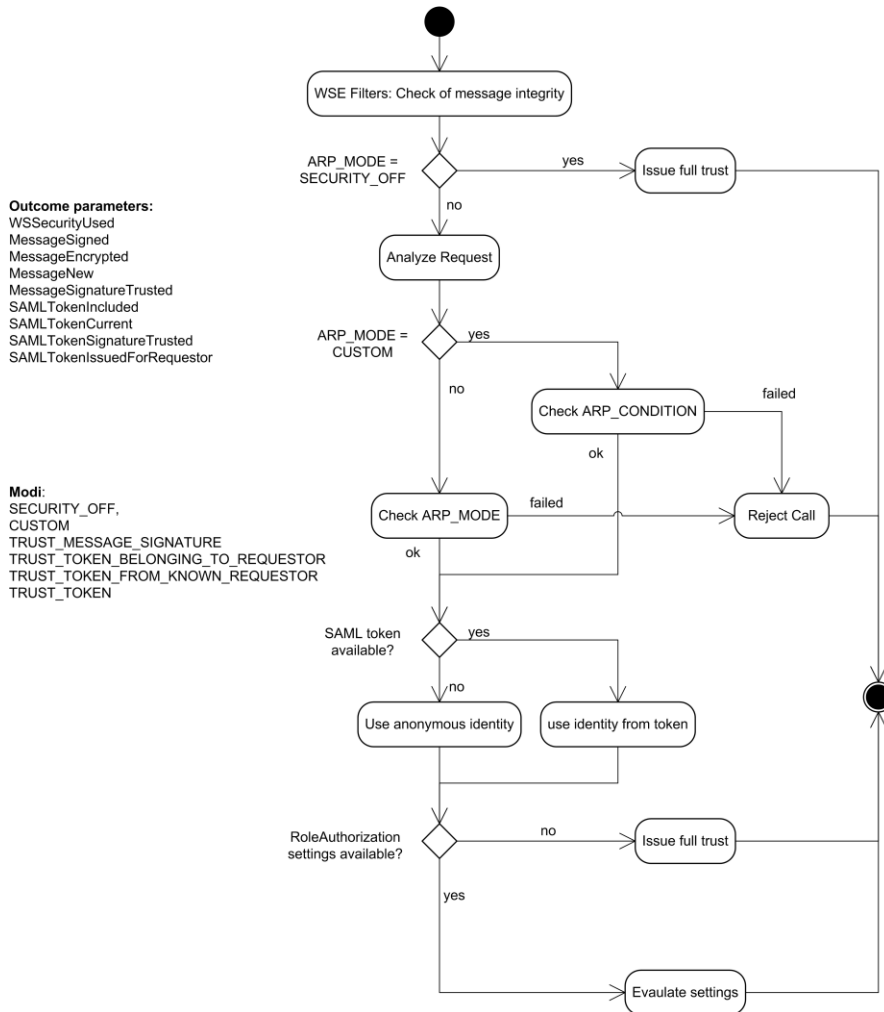 WSE Filters: Check of message integrity
ARP_MODE =
SECURITY_OFF
yes
Issue full trust
no
Outcome parameters:
WSSecurityUsed
MessageSigned
MessageEncrypted
MessageNew
MessageSignatureTrusted
SAMLTokenIncluded
SAMLTokenCurrent
SAMLTokenSignatureTrusted
SAMLTokenIssuedForRequestor
Analyze Request
ARP_MODE =
CUSTOM
yes
no
Check ARP_CONDITION
failed
ok
Modi:
SECURITY_OFF,
CUSTOM
TRUST_MESSAGE_SIGNATURE
TRUST_TOKEN_BELONGING_TO_REQUESTOR
TRUST_TOKEN_FROM_KNOWN_REQUESTOR
TRUST_TOKEN
Check ARP_MODE
failed
Reject Call
ok
SAML token
available?
yes
no
Use anonymous identity
use identity from token
RoleAuthorization
settings available?
no
Issue full trust
yes
Evaulate settings